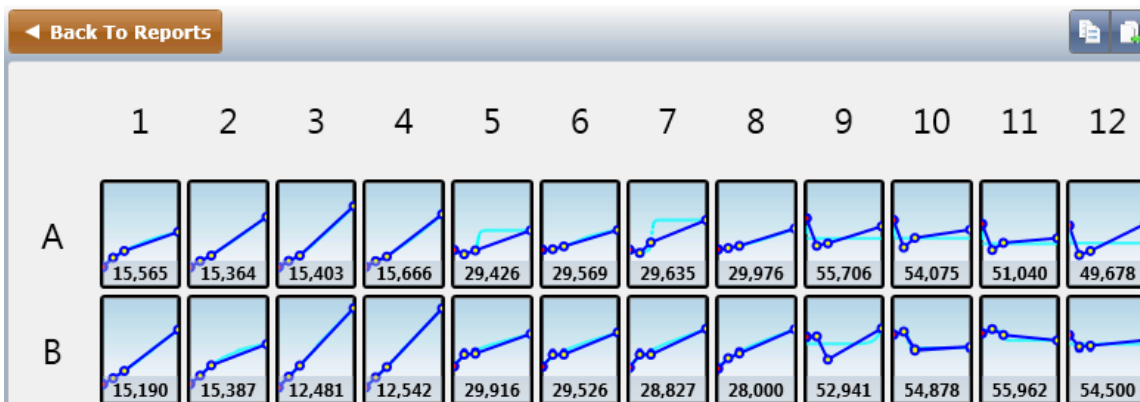 Back To Reports
1 2 3 4 5 6 7 8 9 10 11 12
A
15,565 15,364 15,403 15,666 29,426 29,569 29,635 29,976 55,706 54,075 51,040 49,678
B
15,190 15,387 12,481 12,542 29,916 29,526 28,827 28,000 52,941 54,878 55,962 54,500